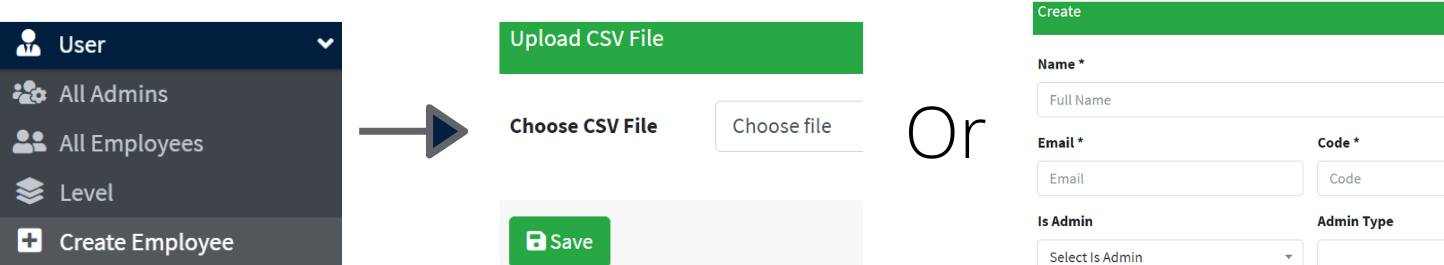 User
All Admins
All Employees
Level
Create Employee
Upload CSV File
Choose CSV File
Choose file
Save
Or
Create
Name *
Full Name
Email *
Code *
Email
Code
Is Admin
Admin Type
Select Is Admin